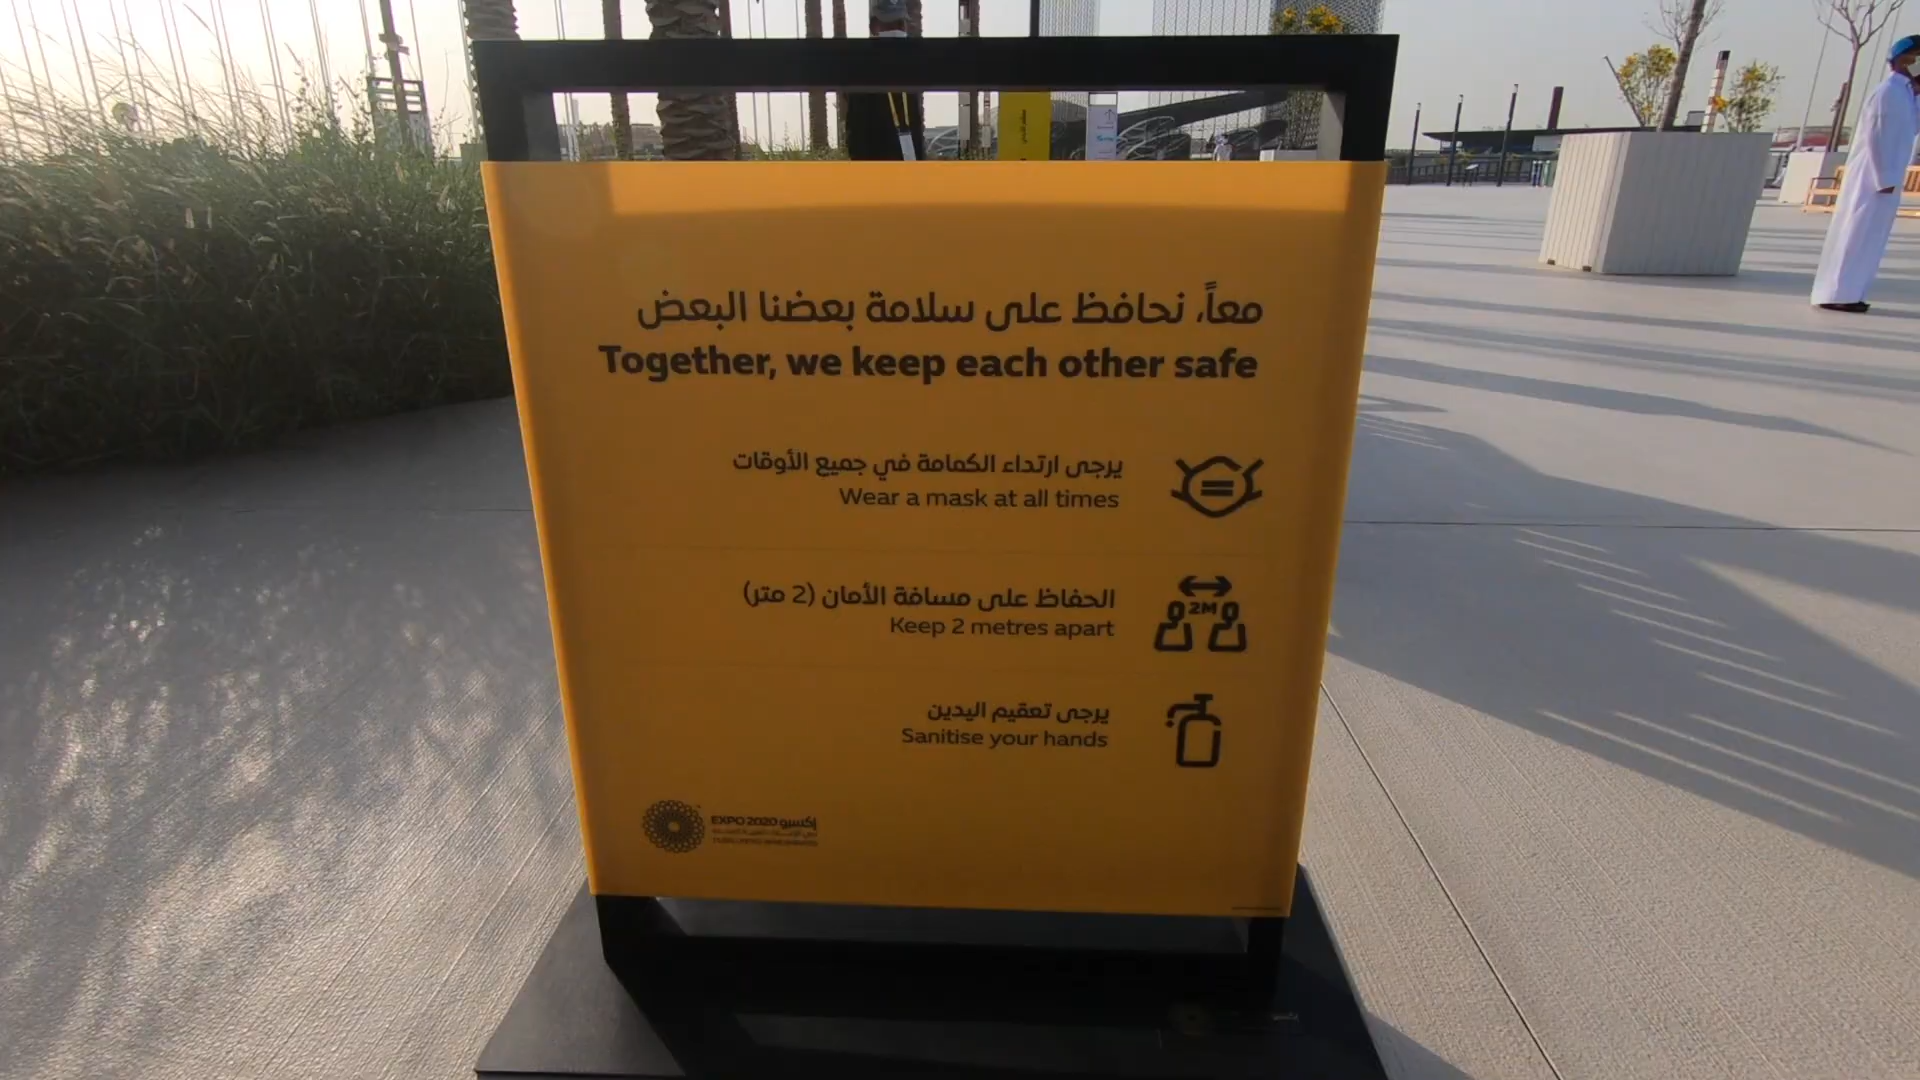 معاً، نحافظ على سلامة بعضنا البعض
Together, we keep each other safe
يرجى ارتداء الكمامة في جميع الأوقات
Wear a mask at all times
الحفاظ على مسافة الأمان (2 متر)
Keep 2 metres apart
2M
يرجى تعقيم اليدين
Sanitise your hands
EXPO 2020 إكسبو